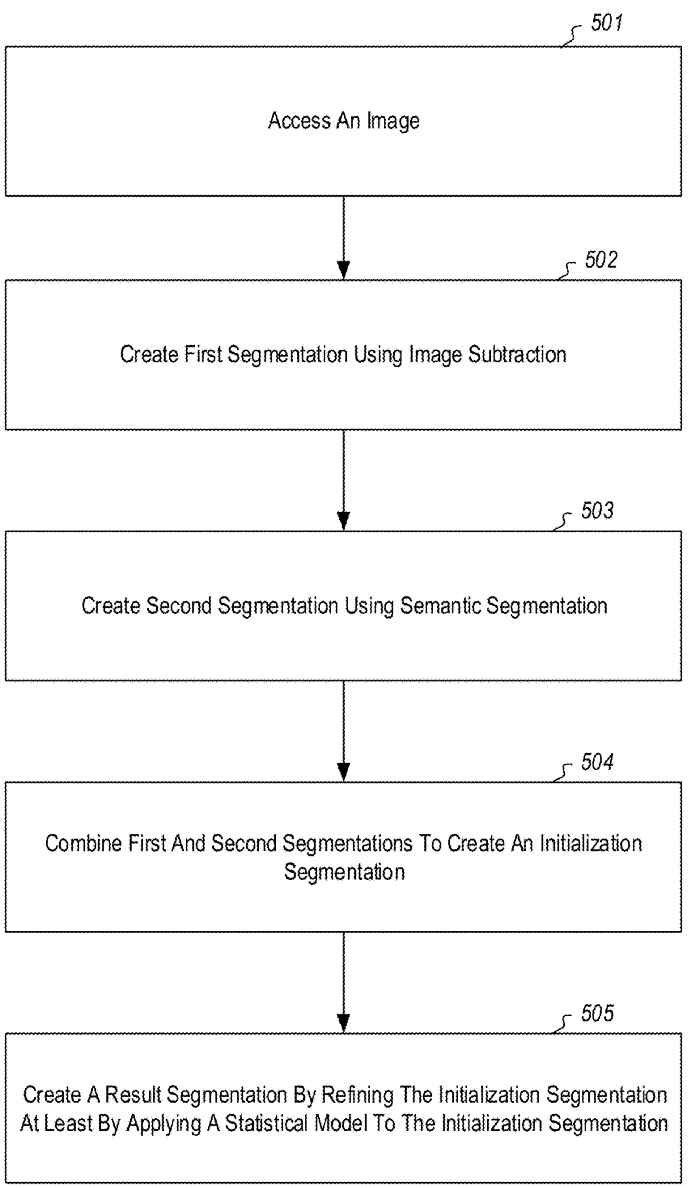 501
Access An Image
502
Create First Segmentation Using Image Subtraction
503
Create Second Segmentation Using Semantic Segmentation
504
Combine First And Second Segmentations To Create An Initialization
Segmentation
505
Create A Result Segmentation By Refining The Initialization Segmentation
At Least By Applying A Statistical Model To The Initialization Segmentation